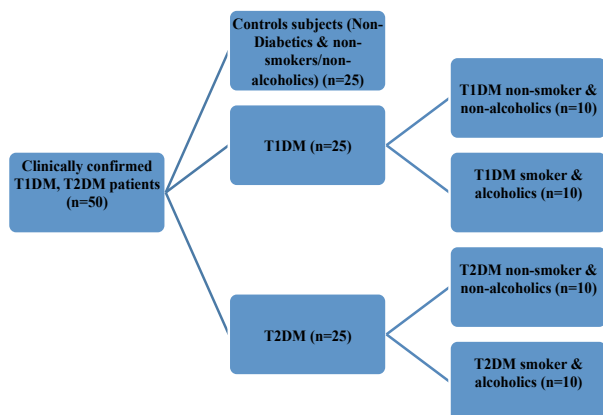 Controls subjects (Non-
Diabetics & non-
smokers/non-
alcoholics) (n=25)
T1DM non-smoker &
non-alcoholics (n=10)
T1DM (n=25)
Clinically confirmed
T1DM, T2DM patients
(n=50)
T1DM smoker &
alcoholics (n=10)
T2DM non-smoker &
non-alcoholics (n=10)
T2DM (n=25)
T2DM smoker &
alcoholics (n=10)